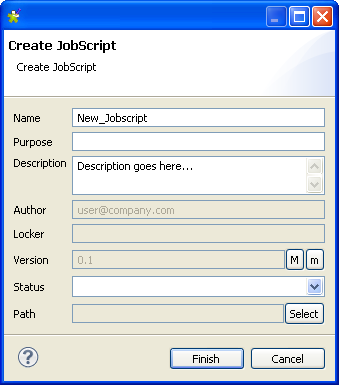 Create JobScript
Create JobScript
Name New_Jobscript
Purpose
Description Description goes here...
Author user@company.com
Locker
Version 0.1 M m
Status
Path Select
? Finish Cancel